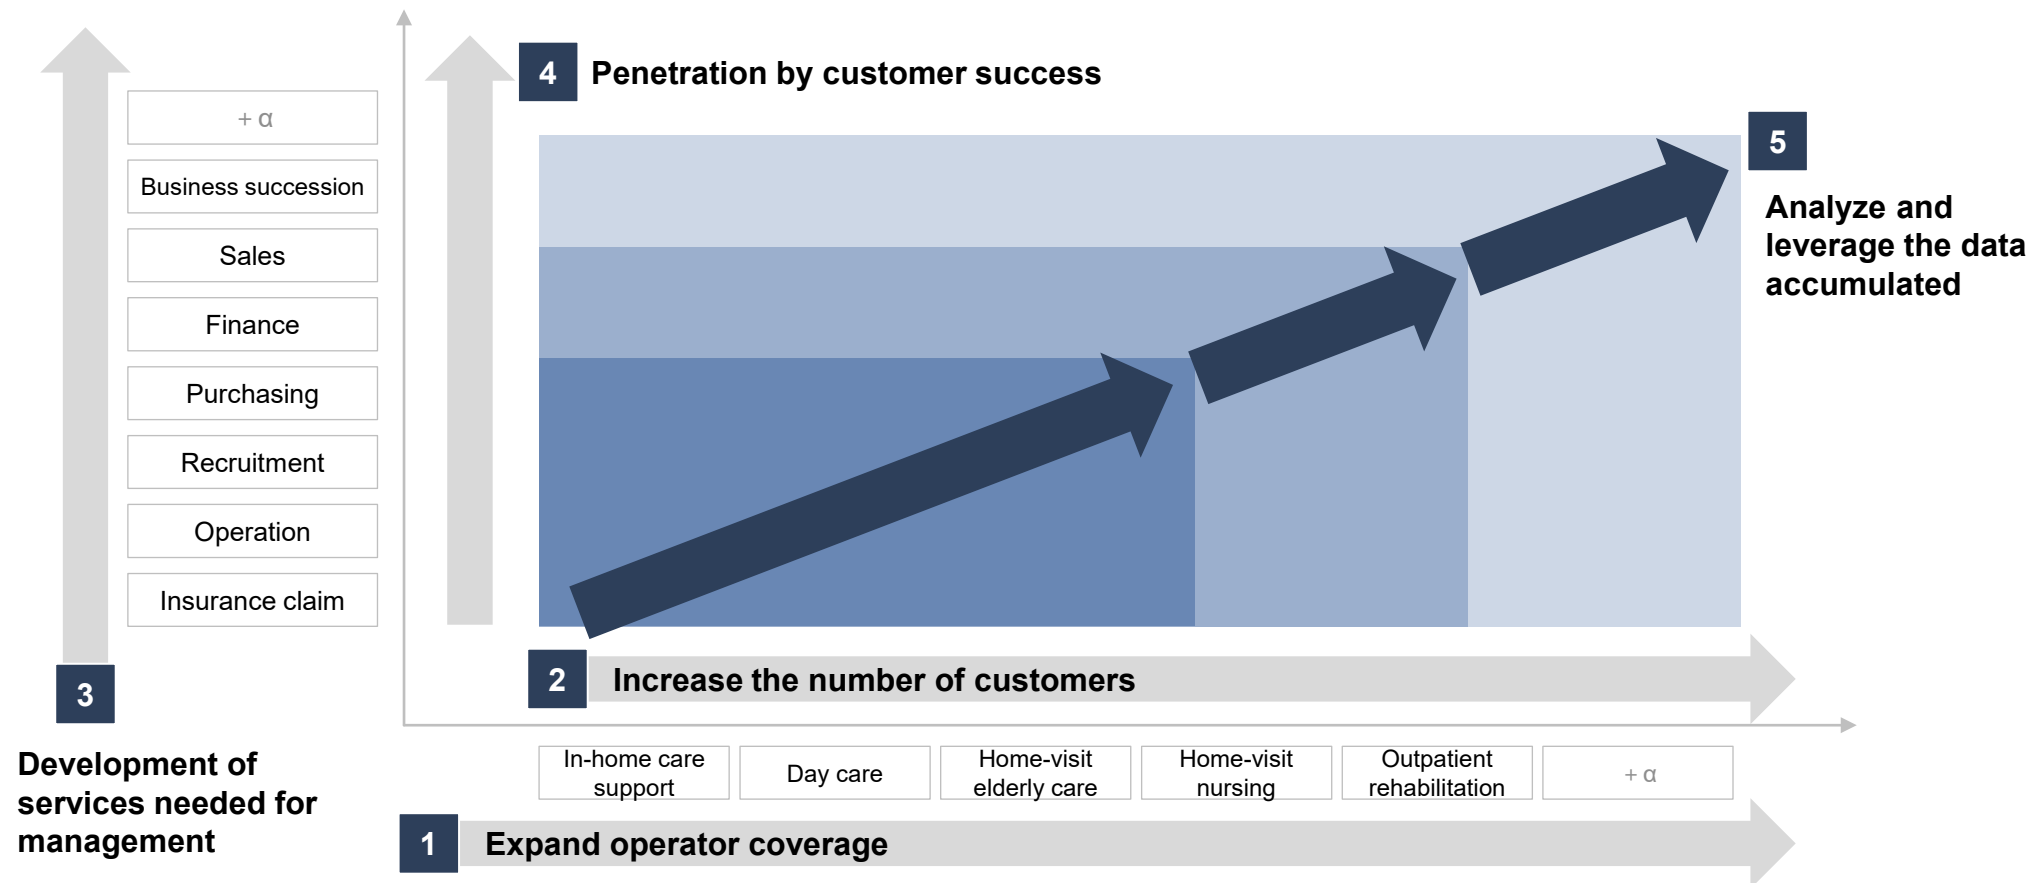 4
Penetration by customer success
+ α
Business succession
Sales
Finance
Purchasing
Recruitment
Operation
Insurance claim
3
Development of
services needed for
management
5
Analyze and
leverage the data
accumulated
2
Increase the number of customers
In-home care
support
Day care
Home-visit
elderly care
Home-visit
nursing
Outpatient
rehabilitation
+ α
1
Expand operator coverage